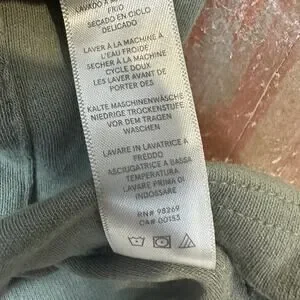 LAVADO A MÁQUINA
FRIO
SECADO EN CICLO
DELICADO
LAVER À LA MACHINE À
L'EAU FROIDE
SECHER À LA MACHINE
CYCLE DOUX
LES LAVER AVANT DE
PORTER DES
KALTE MASCHINENWÄSCHE
NIEDRIGE TROCKENSTUFE
VOR DEM TRAGEN
WASCHEN
LAVARE IN LAVATRICE A
FREDDO
ASCIUGATRICE A BASSA
TEMPERATURA
LAVARE PRIMA DI
INDOSSARE
RN# 98269
CA# 00153